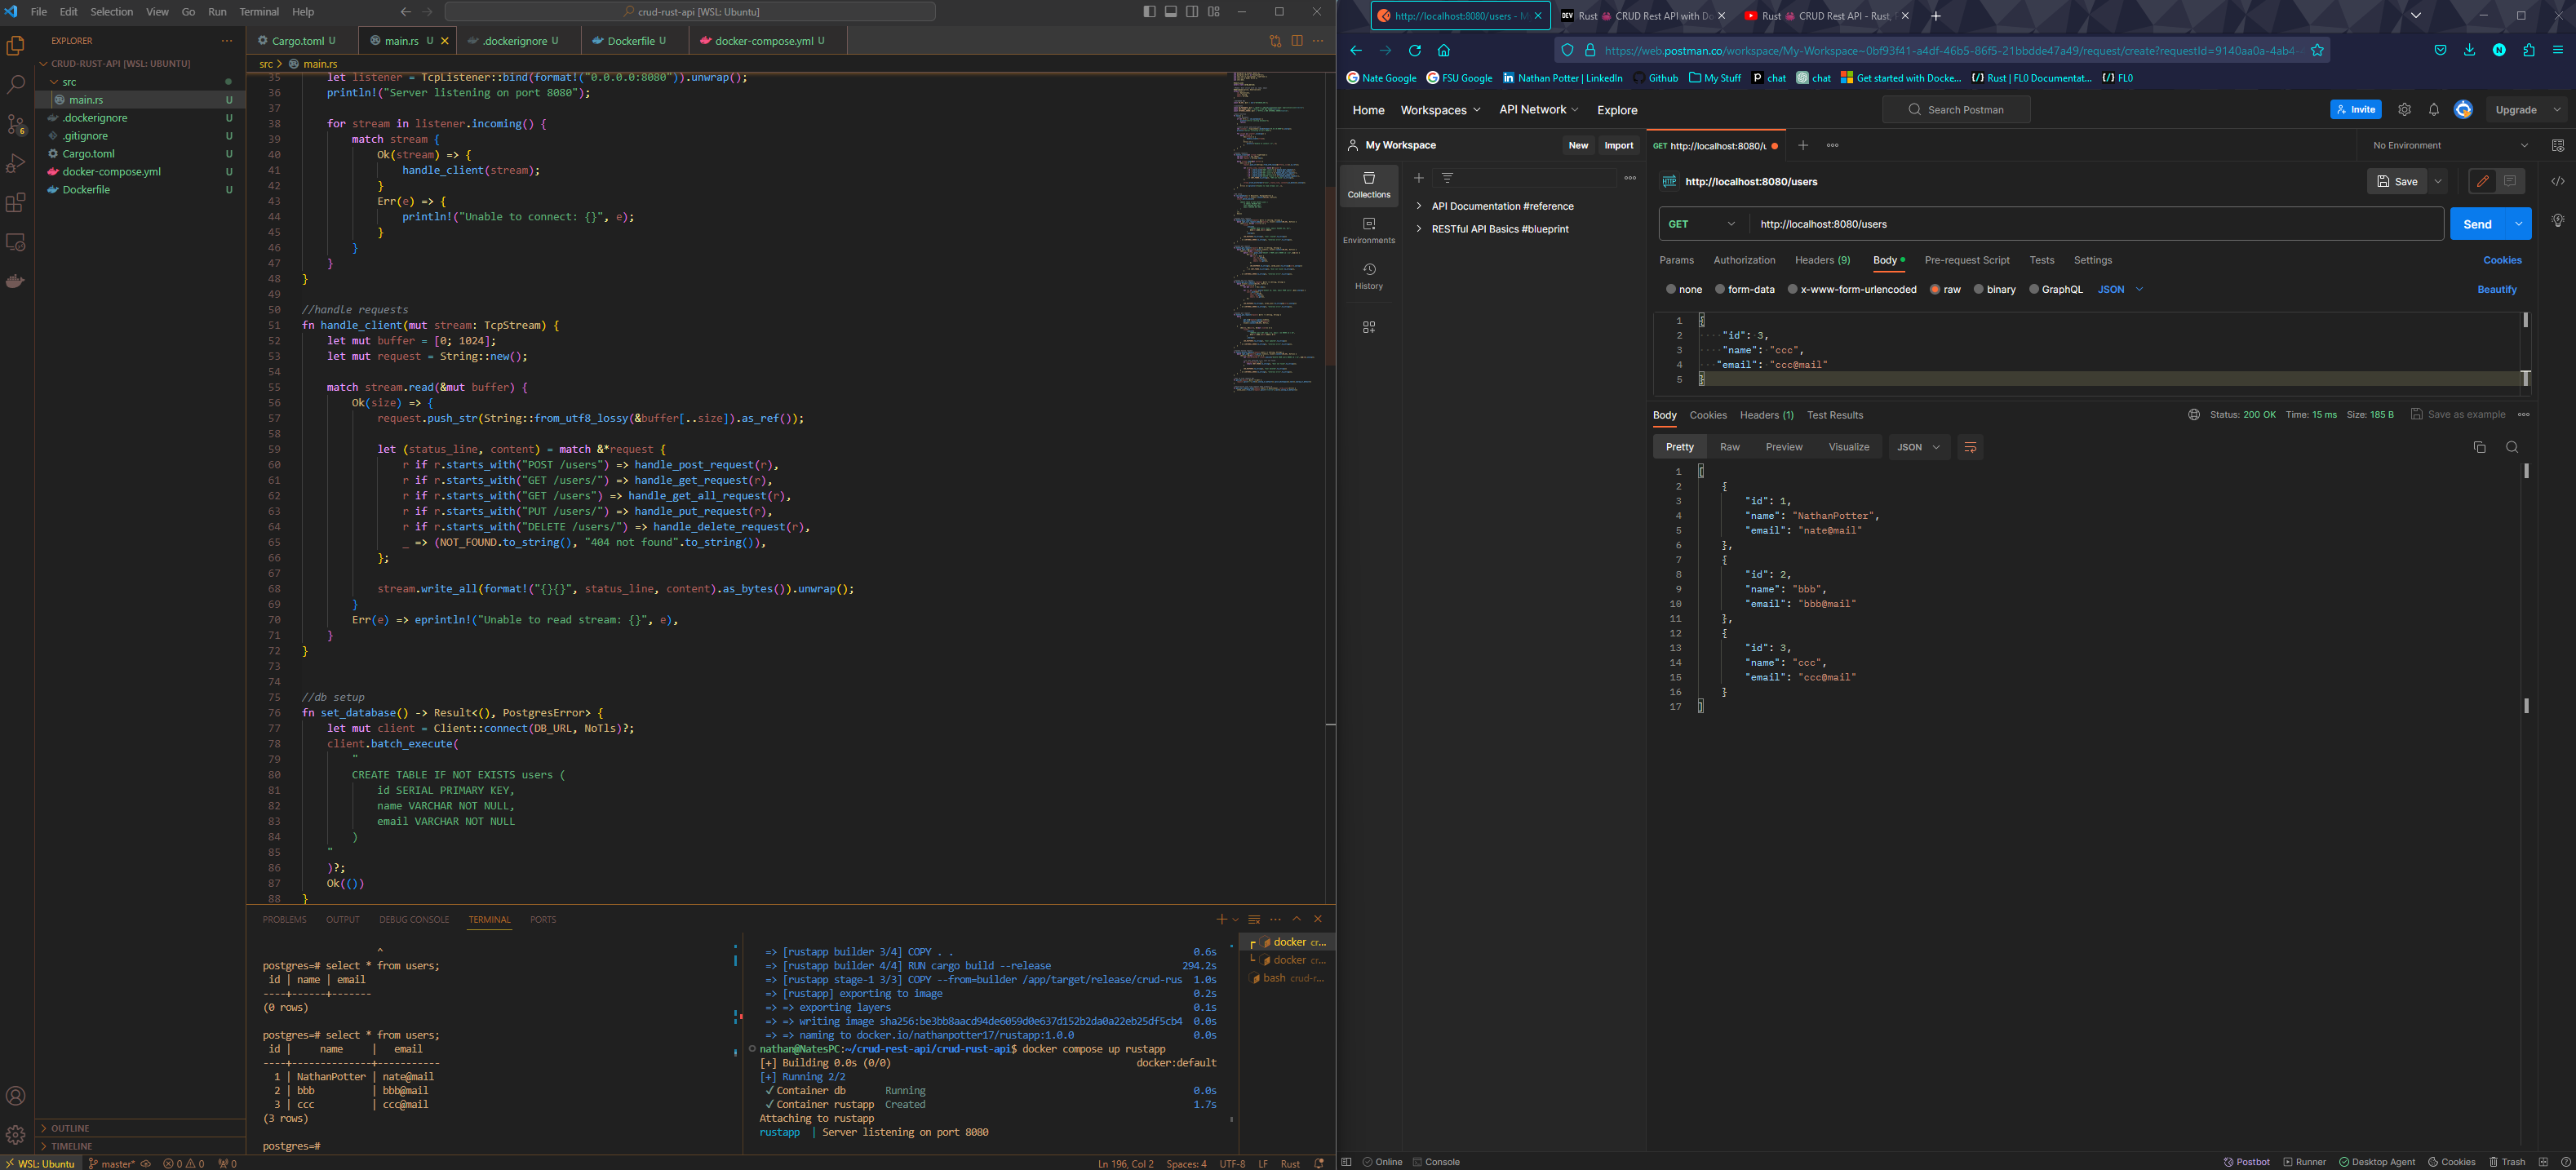 File Edit Selection View Go Run Terminal Help
crud-rust-api [WSL: Ubuntu]
EXPLORER
CRUD-RUST-API [WSL: UBUNTU]
src
main.rs U
.dockerignore U
.gitignore U
Cargo.toml U
docker-compose.yml U
Dockerfile U
OUTLINE
TIMELINE
Cargo.toml U
main.rs U
.dockerignore U
Dockerfile U
docker-compose.yml U
src > main.rs
35 let listener = TcpListener::bind(format!("0.0.0.0:8080")).unwrap();
36 println!("Server listening on port 8080");
37
38 for stream in listener.incoming() {
39 match stream {
40 Ok(stream) => {
41 handle_client(stream);
42 }
43 Err(e) => {
44 println!("Unable to connect: {}", e);
45 }
46 }
47 }
48 }
49
50 //handle requests
51 fn handle_client(mut stream: TcpStream) {
52 let mut buffer = [0; 1024];
53 let mut request = String::new();
54
55 match stream.read(&mut buffer) {
56 Ok(size) => {
57 request.push_str(String::from_utf8_lossy(&buffer[..size]).as_ref());
58
59 let (status_line, content) = match &*request {
60 r if r.starts_with("POST /users") => handle_post_request(r),
61 r if r.starts_with("GET /users/") => handle_get_request(r),
62 r if r.starts_with("GET /users") => handle_get_all_request(r),
63 r if r.starts_with("PUT /users/") => handle_put_request(r),
64 r if r.starts_with("DELETE /users/") => handle_delete_request(r),
65 _ => (NOT_FOUND.to_string(), "404 not found".to_string()),
66 };
67
68 stream.write_all(format!("{}{}", status_line, content).as_bytes()).unwrap();
69 }
70 Err(e) => eprintln!("Unable to read stream: {}", e),
71 }
72 }
73
74
75 //db setup
76 fn set_database() -> Result<(), PostgresError> {
77 let mut client = Client::connect(DB_URL, NoTls)?;
78 client.batch_execute(
79 "
80 CREATE TABLE IF NOT EXISTS users (
81 id SERIAL PRIMARY KEY,
82 name VARCHAR NOT NULL,
83 email VARCHAR NOT NULL
84 )
85 "
86 )?;
87 Ok(())
88 }
PROBLEMS OUTPUT DEBUG CONSOLE TERMINAL PORTS
^
postgres=# select * from users;
id | name | email
----+------+-------
(0 rows)
postgres=# select * from users;
id | name | email
----+--------------+-----------
1 | NathanPotter | nate@mail
2 | bbb | bbb@mail
3 | ccc | ccc@mail
(3 rows)
postgres=#
=> [rustapp builder 3/4] COPY . . 0.6s
=> [rustapp builder 4/4] RUN cargo build --release 294.2s
=> [rustapp stage-1 3/3] COPY --from=builder /app/target/release/crud-rus 1.0s
=> [rustapp] exporting to image 0.2s
=> => exporting layers 0.1s
=> => writing image sha256:be3bb8aacd94de6059d0e637d152b2da0a22eb25df5cb4 0.0s
=> => naming to docker.io/nathanpotter17/rustapp:1.0.0 0.0s
nathan@NatesPC:~/crud-rest-api/crud-rust-api$ docker compose up rustapp
[+] Building 0.0s (0/0) docker:default
[+] Running 2/2
✓ Container db Running 0.0s
✓ Container rustapp Created 1.7s
Attaching to rustapp
rustapp | Server listening on port 8080
docker cr...
docker cr...
bash crud-r...
WSL: Ubuntu master* 0 0 0
Ln 196, Col 2 Spaces: 4 UTF-8 LF Rust
http://localhost:8080/users - M
DEV Rust CRUD Rest API with Do
Rust CRUD Rest API - Rust,
https://web.postman.co/workspace/My-Workspace~0bf93f41-a4df-46b5-86f5-21bbdde47a49/request/create?requestId=9140aa0a-4ab4-
Nate Google FSU Google Nathan Potter | LinkedIn Github My Stuff chat chat Get started with Docke... Rust | FL0 Documentat... FL0
Home Workspaces API Network Explore
Search Postman
Invite Upgrade
My Workspace New Import
GET http://localhost:8080/u
No Environment
Collections
Environments
History
API Documentation #reference
RESTful API Basics #blueprint
HTTP http://localhost:8080/users
Save
GET http://localhost:8080/users Send
Params Authorization Headers (9) Body Pre-request Script Tests Settings Cookies
none form-data x-www-form-urlencoded raw binary GraphQL JSON Beautify
1 {
2 "id": 3,
3 "name": "ccc",
4 "email": "ccc@mail"
5 }
Body Cookies Headers (1) Test Results Status: 200 OK Time: 15 ms Size: 185 B Save as example
Pretty Raw Preview Visualize JSON
1 [
2 {
3 "id": 1,
4 "name": "NathanPotter",
5 "email": "nate@mail"
6 },
7 {
8 "id": 2,
9 "name": "bbb",
10 "email": "bbb@mail"
11 },
12 {
13 "id": 3,
14 "name": "ccc",
15 "email": "ccc@mail"
16 }
17 ]
Online Console
Postbot Runner Desktop Agent Cookies Trash